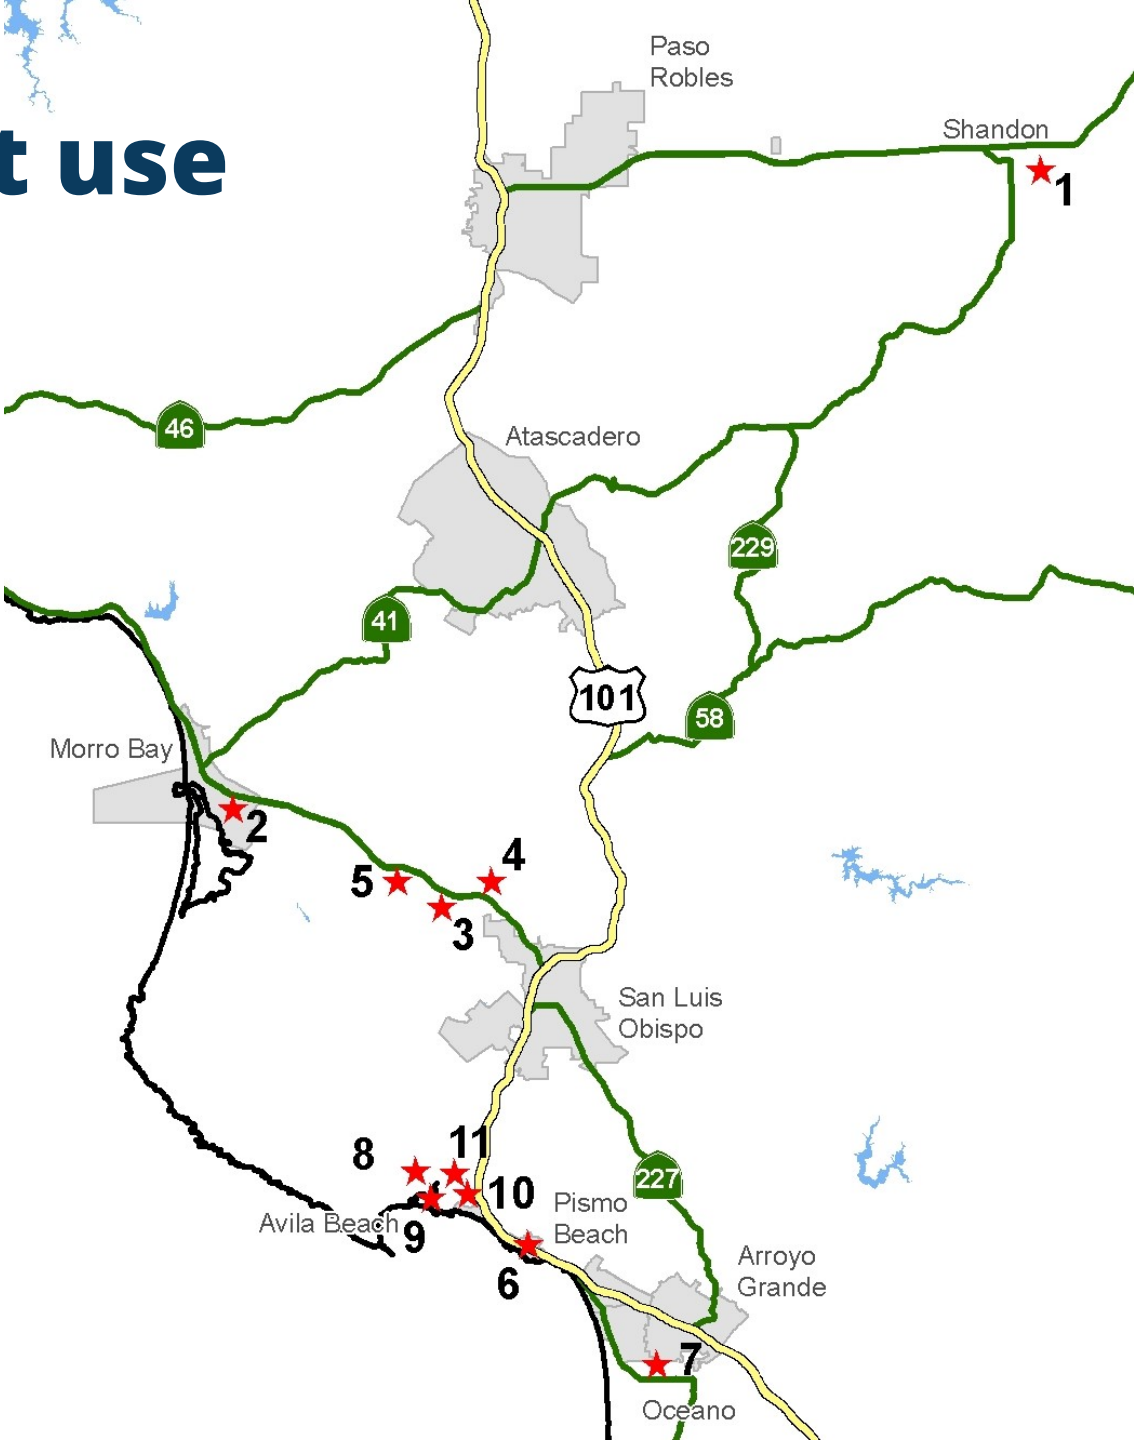 Paso
Robles
Shandon
t use
1
46
Atascadero
229
41
101
58
Morro Bay
2
4
5
3
San Luis
Obispo
11
8
227
10
Pismo
Beach
Avila Beach
9
Arroyo
Grande
6
7
Oceano